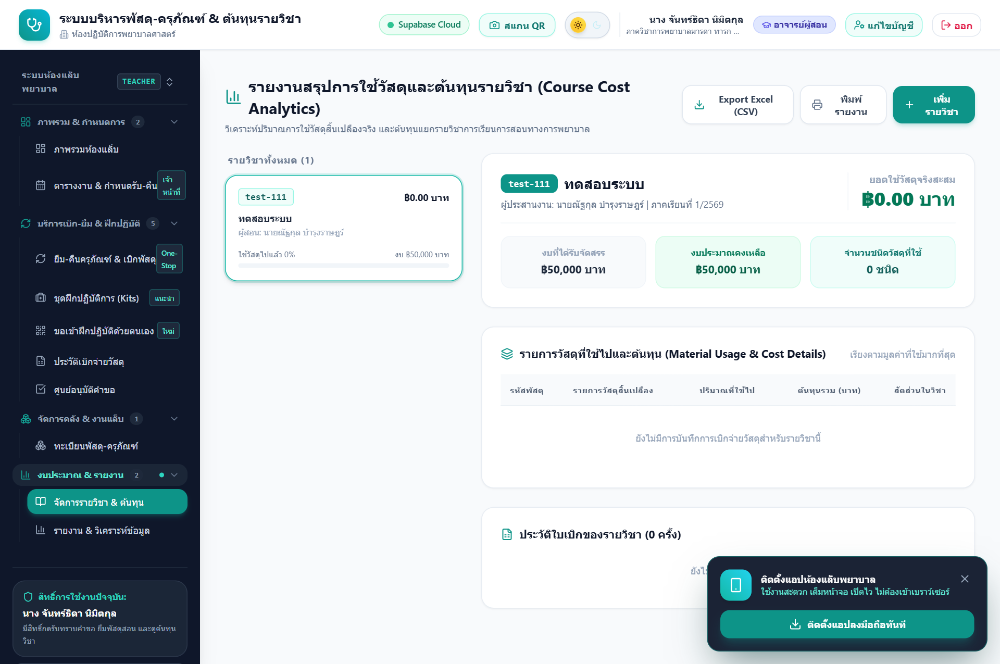 ระบบบริหารพัสดุ-ครุภัณฑ์ & ต้นทุนรายวิชา
ห้องปฏิบัติการพยาบาลศาสตร์
Supabase Cloud
สแกน QR
นาง จันทร์ธิดา นิมิตกุล
ภาควิชาการพยาบาลมารดา ทารก ...
อาจารย์ผู้สอน
แก้ไขบัญชี
ออก
ระบบห้องแล็บ
พยาบาล
TEACHER
ภาพรวม & กำหนดการ 2
ภาพรวมห้องแล็บ
ตารางงาน & กำหนดรับ-คืน
เจ้า
หน้าที่
บริการเบิก-ยืม & ฝึกปฏิบัติ 5
ยืม-คืนครุภัณฑ์ & เบิกพัสดุ
One-
Stop
ชุดฝึกปฏิบัติการ (Kits) แนะนำ
ขอเข้าฝึกปฏิบัติด้วยตนเอง ใหม่
ประวัติเบิกจ่ายวัสดุ
ศูนย์อนุมัติคำขอ
จัดการคลัง & งานแล็บ 1
ทะเบียนพัสดุ-ครุภัณฑ์
งบประมาณ & รายงาน 2
จัดการรายวิชา & ต้นทุน
รายงาน & วิเคราะห์ข้อมูล
สิทธิ์การใช้งานปัจจุบัน:
นาง จันทร์ธิดา นิมิตกุล
มีสิทธิ์กดรับทราบคำขอ ยืมพัสดุสอน และดูต้นทุน
วิชา
รายงานสรุปการใช้วัสดุและต้นทุนรายวิชา (Course Cost
Analytics)
วิเคราะห์ปริมาณการใช้วัสดุสิ้นเปลืองจริง และต้นทุนแยกรายวิชาการเรียนการสอนทางการพยาบาล
Export Excel
(CSV)
พิมพ์
รายงาน
เพิ่ม
รายวิชา
รายวิชาทั้งหมด (1)
test-111
฿0.00 บาท
ทดสอบระบบ
ผู้สอน: นายณัฐกุล บำรุงราษฎร์
ใช้วัสดุไปแล้ว 0%
งบ ฿50,000 บาท
test-111 ทดสอบระบบ
ผู้ประสานงาน: นายณัฐกุล บำรุงราษฎร์ | ภาคเรียนที่ 1/2569
ยอดใช้วัสดุจริงสะสม
฿0.00 บาท
งบที่ได้รับจัดสรร
฿50,000 บาท
งบประมาณคงเหลือ
฿50,000 บาท
จำนวนชนิดวัสดุที่ใช้
0 ชนิด
รายการวัสดุที่ใช้ไปและต้นทุน (Material Usage & Cost Details)
เรียงตามมูลค่าที่ใช้มากที่สุด
รหัสพัสดุ รายการวัสดุสิ้นเปลือง ปริมาณที่ใช้ไป ต้นทุนรวม (บาท) สัดส่วนในวิชา
ยังไม่มีการบันทึกการเบิกจ่ายวัสดุสำหรับรายวิชานี้
ประวัติใบเบิกของรายวิชา (0 ครั้ง)
ติดตั้งแอปห้องแล็บพยาบาล
ใช้งานสะดวก เต็มหน้าจอ เปิดไว ไม่ต้องเข้าเบราว์เซอร์
ติดตั้งแอปลงมือถือทันที